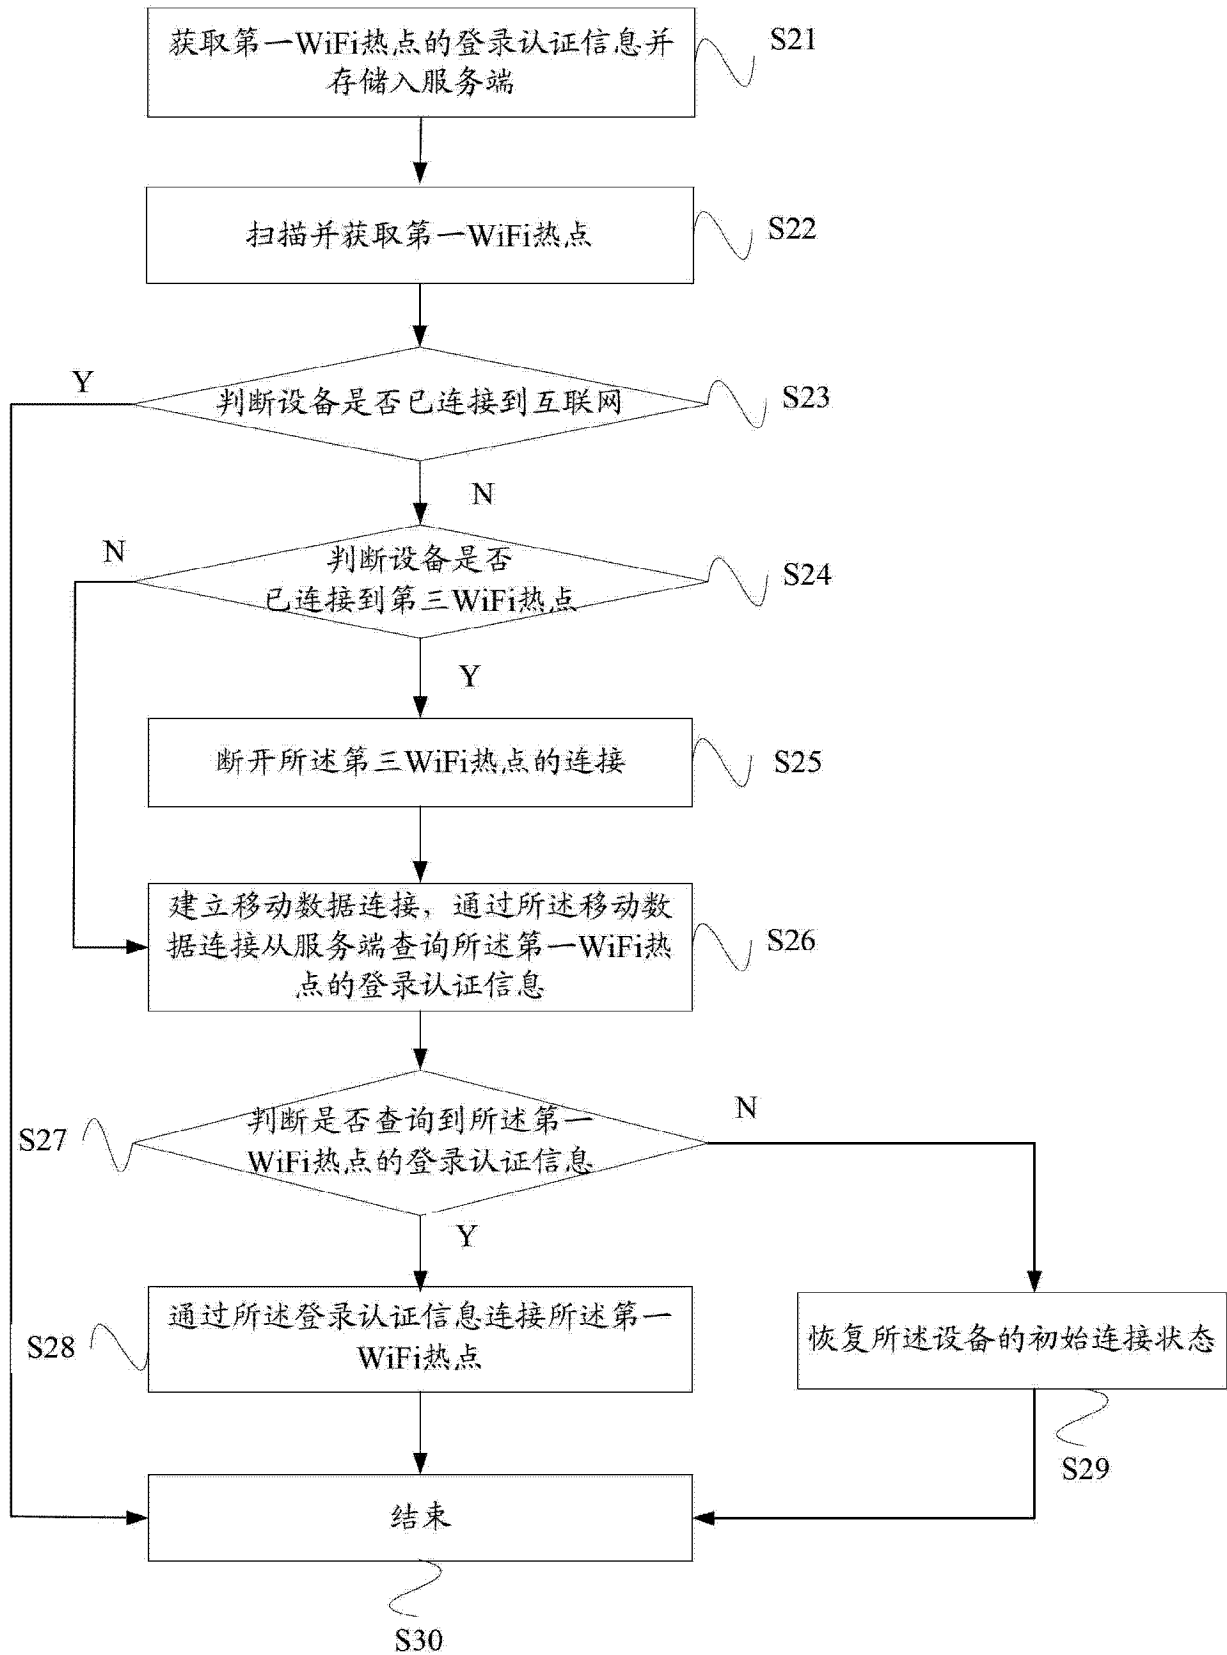 获取第一WiFi热点的登录认证信息并
存储入服务端
S21
扫描并获取第一WiFi热点
S22
Y
判断设备是否已连接到互联网
S23
N
N
判断设备是否
已连接到第三WiFi热点
S24
Y
断开所述第三WiFi热点的连接
S25
建立移动数据连接，通过所述移动数
据连接从服务端查询所述第一WiFi热
点的登录认证信息
S26
S27
判断是否查询到所述第一
WiFi热点的登录认证信息
N
Y
S28
通过所述登录认证信息连接所述第一
WiFi热点
恢复所述设备的初始连接状态
S29
结束
S30